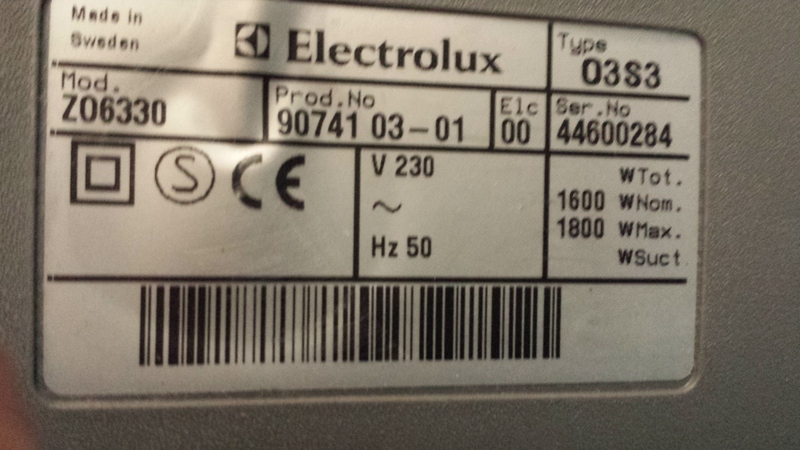 Made in
Sweden
Electrolux
Type
03S3
Mod.
Z06330
Prod.No
90741 03-01
Elc
00
Ser.No
44600284
S
CE
V 230
~
Hz 50
WTot.
1600 WNom.
1800 WMax.
WSuct